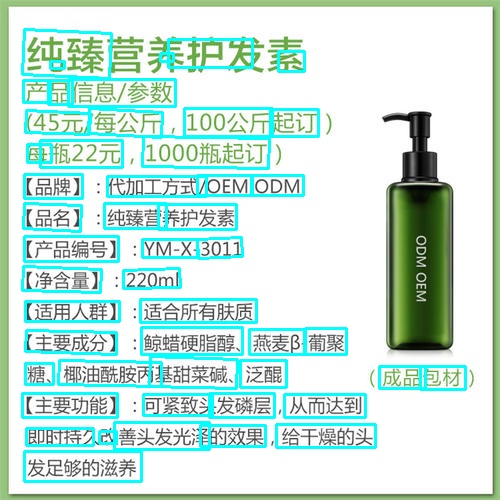 纯臻营养护发素
产品信息/参数
(45元/每公斤，100公斤起订）
每瓶22元，1000瓶起订）
【品牌】：代加工方式/OEM ODM
【品名】：纯臻营养护发素
【产品编号】：YM-X-3011
【净含量】：220ml
【适用人群】：适合所有肤质
【主要成分】：鲸蜡硬脂醇、燕麦β-葡聚
糖、椰油酰胺丙基甜菜碱、泛醌
【主要功能】：可紧致头发磷层，从而达到
即时持久改善头发光泽的效果，给干燥的头
发足够的滋养
ODM OEM
（成品包材）